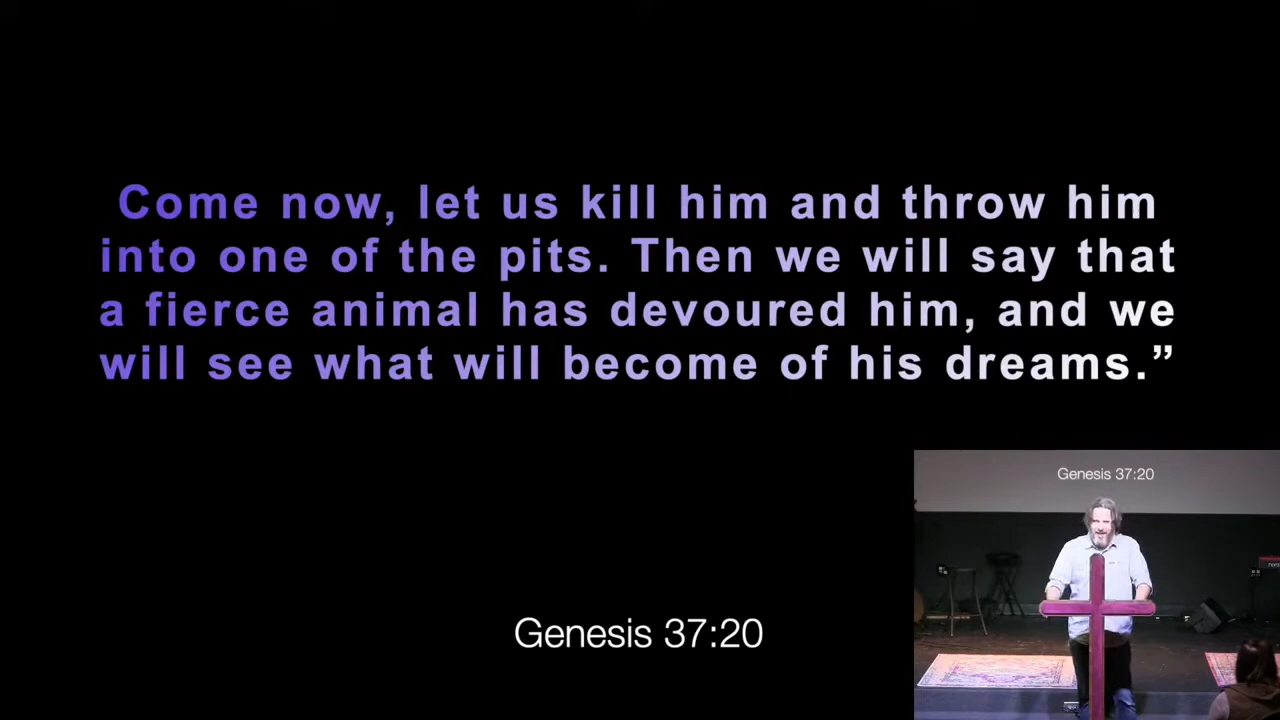 Come now, let us kill him and throw him
into one of the pits. Then we will say that
a fierce animal has devoured him, and we
will see what will become of his dreams.”
Genesis 37:20
Genesis 37:20
nord